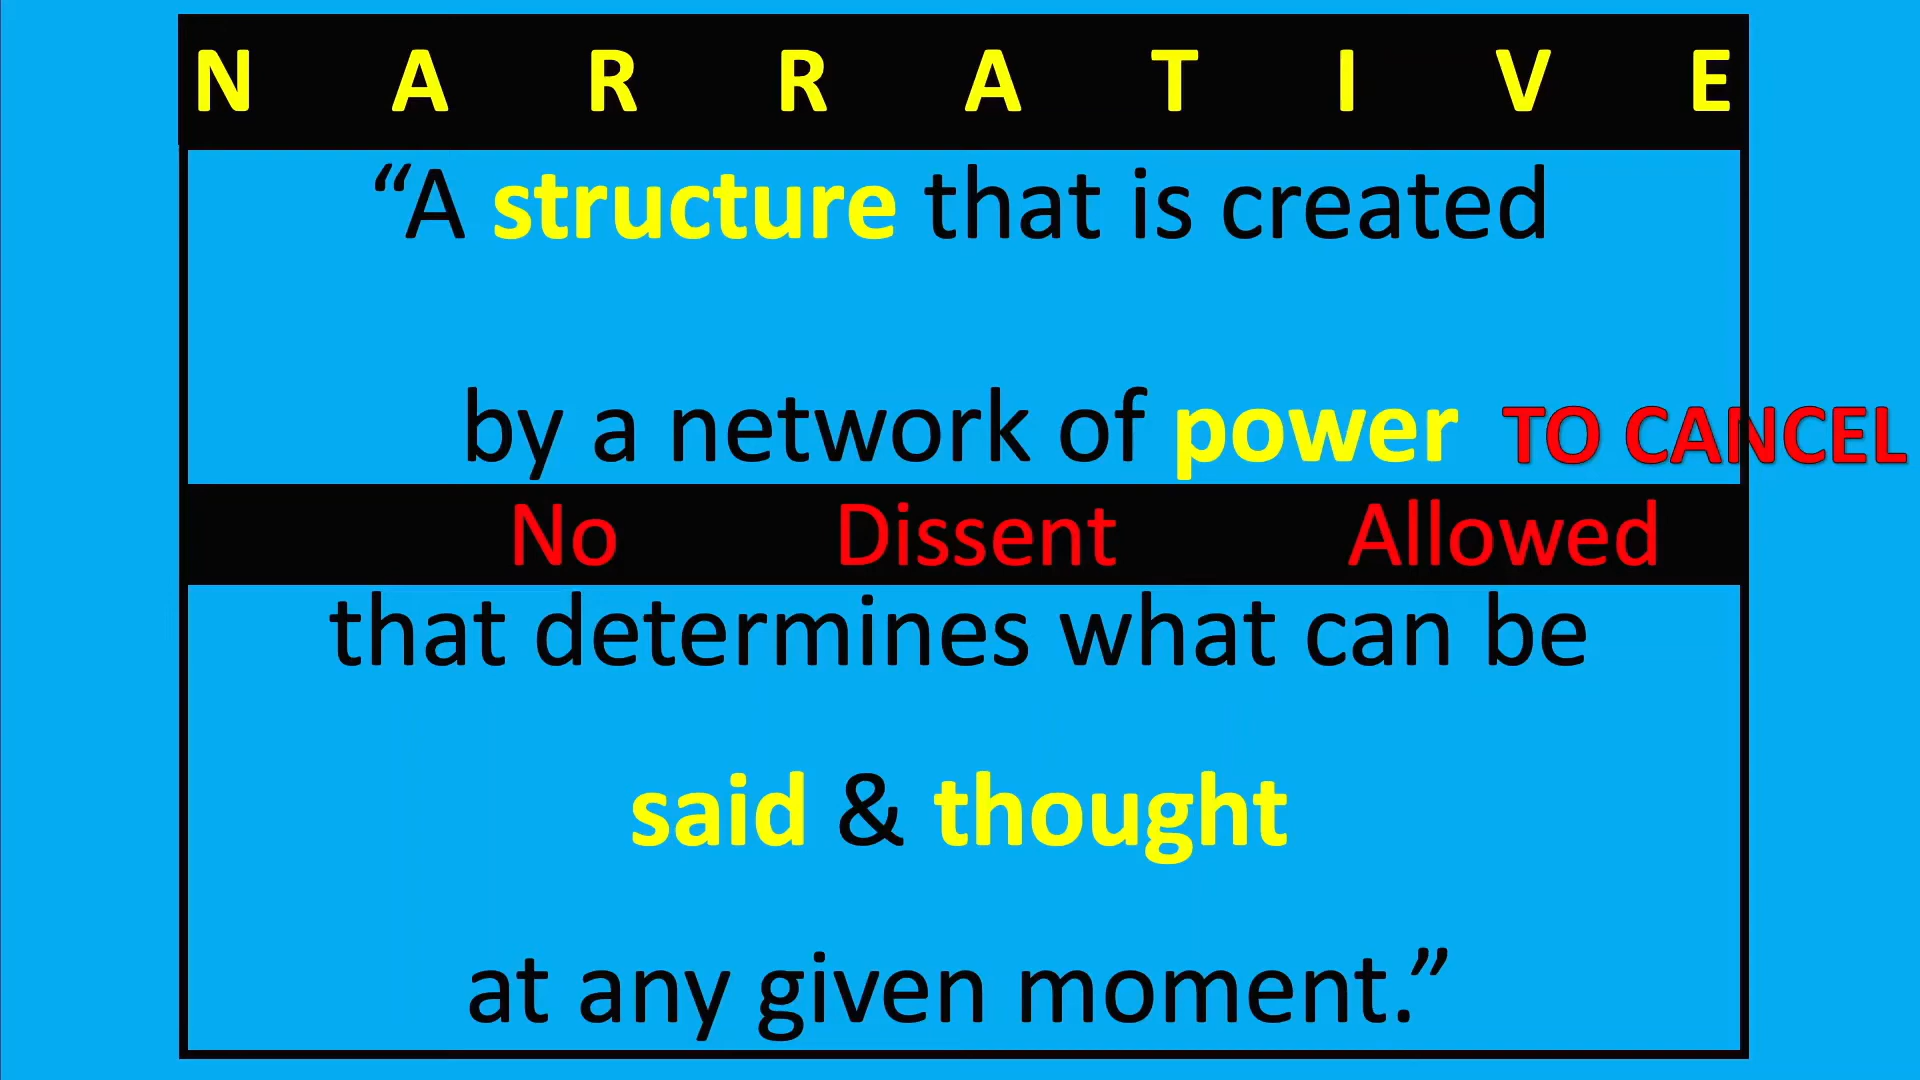 NARRATIVE
“A structure that is created
by a network of power TO CANCEL
No Dissent Allowed
that determines what can be
said & thought
at any given moment.”